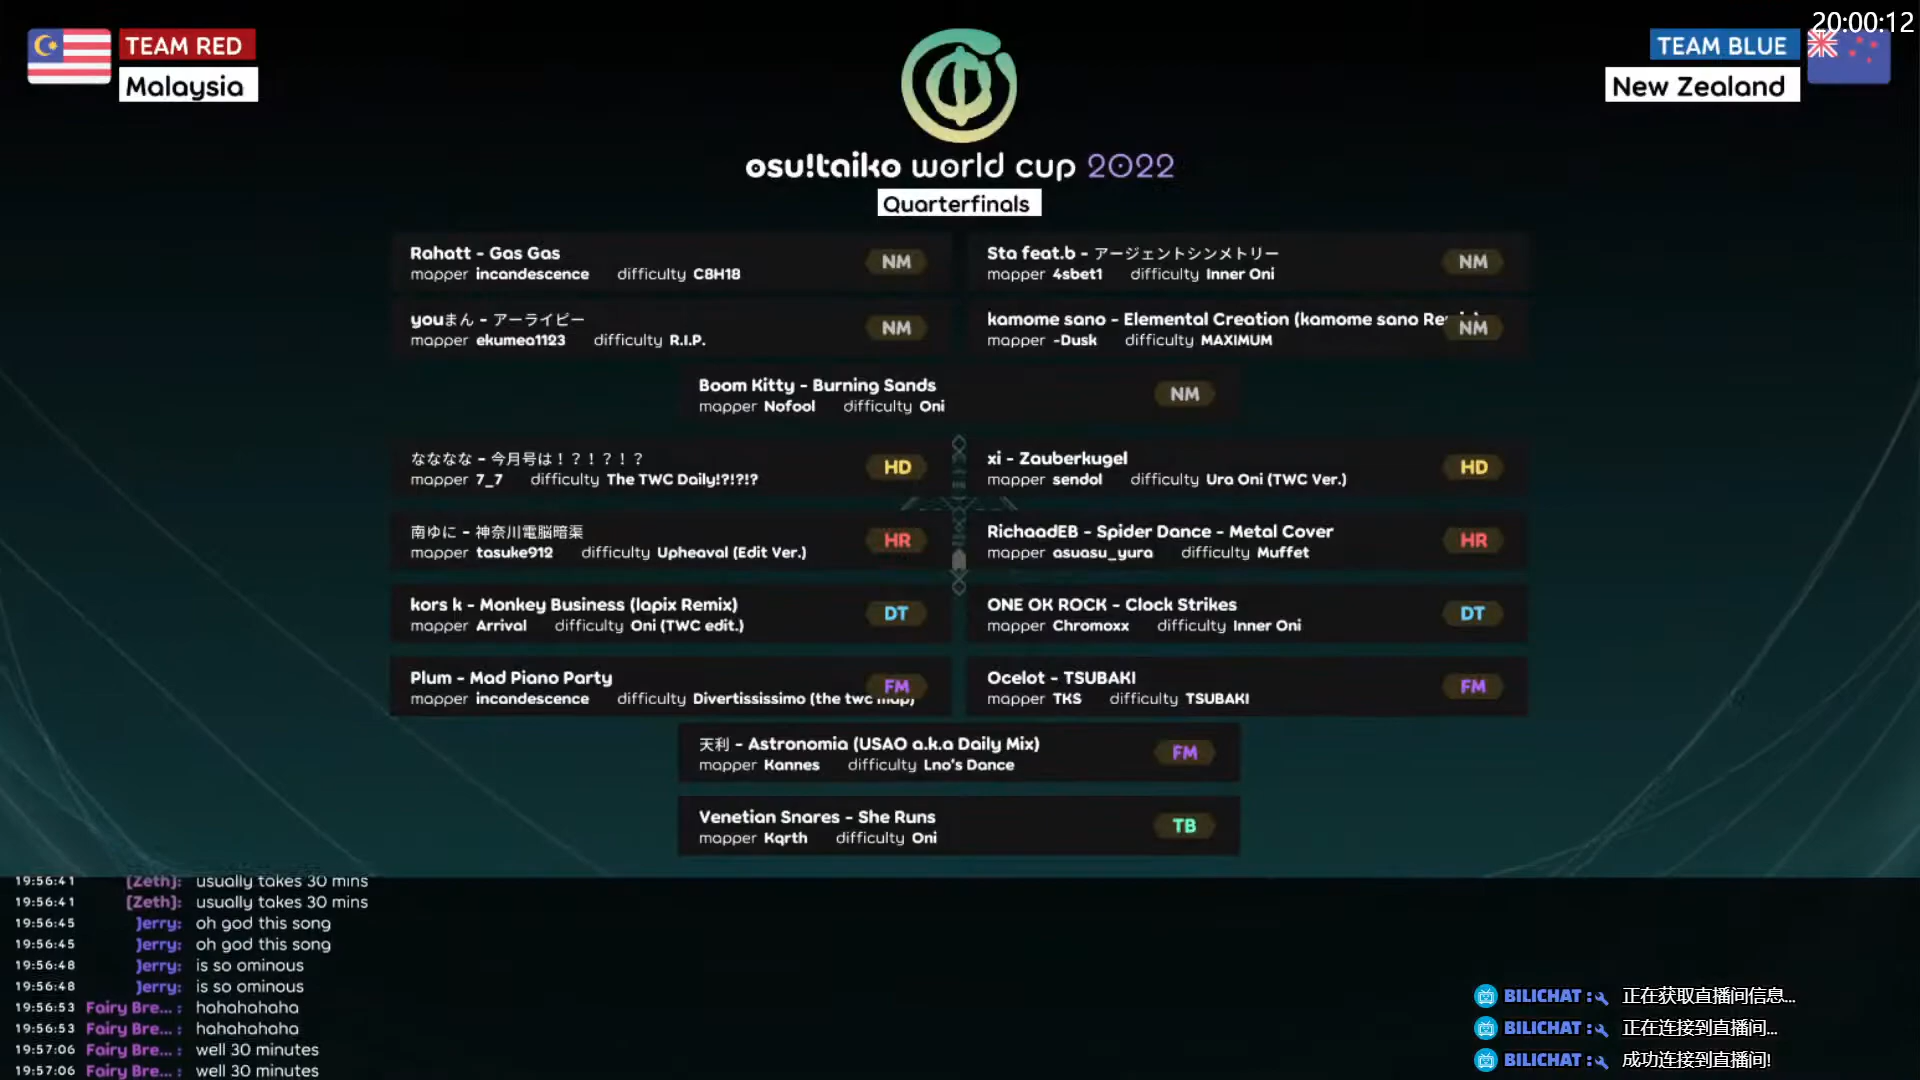 20:00:12
TEAM RED
Malaysia
TEAM BLUE
New Zealand
osu!taiko world cup 2022
Quarterfinals
Rahatt - Gas Gas
mapper incandescence difficulty C8H18
NM
Sta feat.b - アージェントシンメトリー
mapper 4sbet1 difficulty Inner Oni
NM
youまん - アーライピー
mapper ekumea1123 difficulty R.I.P.
NM
kamome sano - Elemental Creation (kamome sano
mapper -Dusk difficulty MAXIMUM
NM
Boom Kitty - Burning Sands
mapper Nofool difficulty Oni
NM
なななな - 今月号は！？！？！？
mapper 7_7 difficulty The TWC Daily!?!?!?
HD
xi - Zauberkugel
mapper sendol difficulty Ura Oni (TWC Ver.)
HD
南ゆに - 神奈川電脳暗渠
mapper tasuke912 difficulty Upheaval (Edit Ver.)
HR
RichaadEB - Spider Dance - Metal Cover
mapper asuasu_yura difficulty Muffet
HR
kors k - Monkey Business (lapix Remix)
mapper Arrival difficulty Oni (TWC edit.)
DT
ONE OK ROCK - Clock Strikes
mapper Chromoxx difficulty Inner Oni
DT
Plum - Mad Piano Party
mapper incandescence difficulty Divertississimo (the twc map)
FM
Ocelot - TSUBAKI
mapper TKS difficulty TSUBAKI
FM
天利 - Astronomia (USAO a.k.a Daily Mix)
mapper Kannes difficulty Lno's Dance
FM
Venetian Snares - She Runs
mapper Kqrth difficulty Oni
TB
19:56:41 [Zeth]: usually takes 30 mins
19:56:41 [Zeth]: usually takes 30 mins
19:56:45 Jerry: oh god this song
19:56:45 Jerry: oh god this song
19:56:48 Jerry: is so ominous
19:56:48 Jerry: is so ominous
19:56:53 Fairy Bre... : hahahahaha
19:56:53 Fairy Bre... : hahahahaha
19:57:06 Fairy Bre... : well 30 minutes
19:57:06 Fairy Bre... : well 30 minutes
BILICHAT : 正在获取直播间信息...
BILICHAT : 正在连接到直播间...
BILICHAT : 成功连接到直播间!